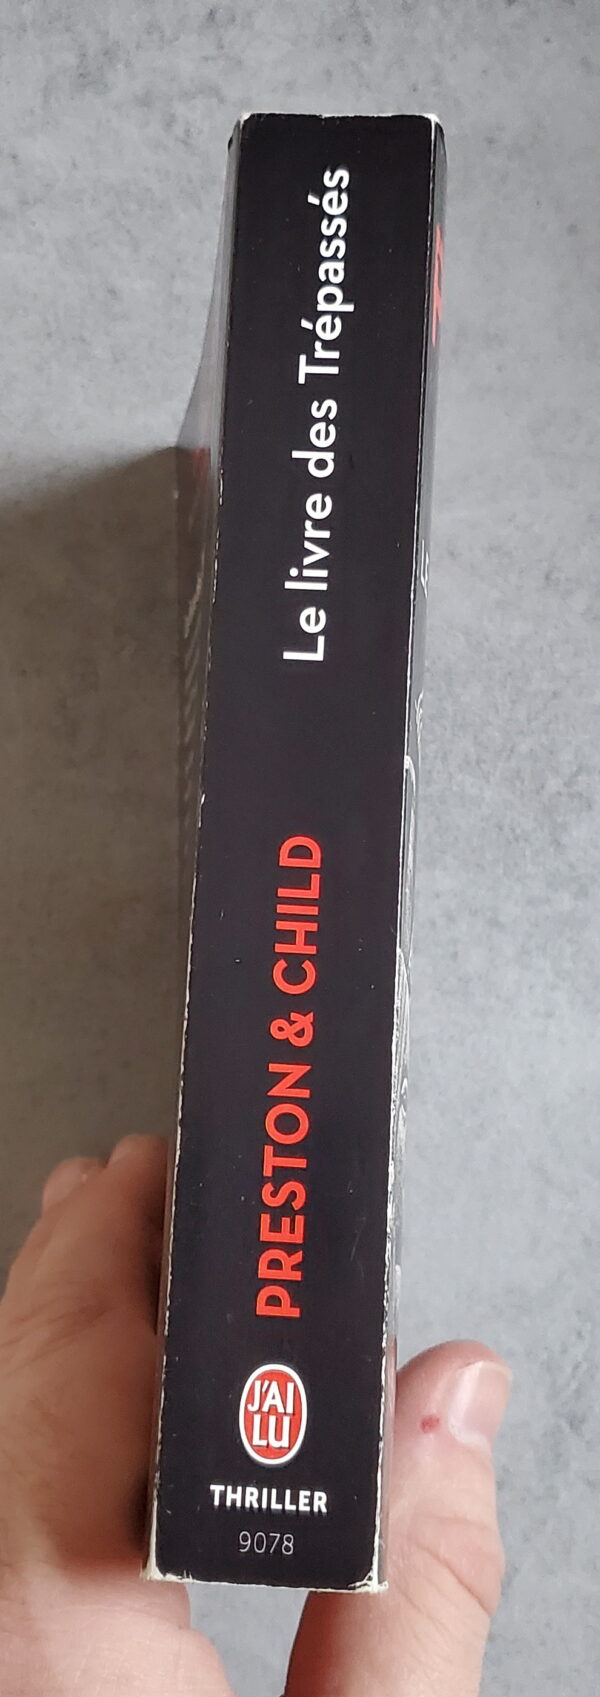 Le livre des Trépassés
PRESTON & CHILD
J'AI
LU
THRILLER
9078